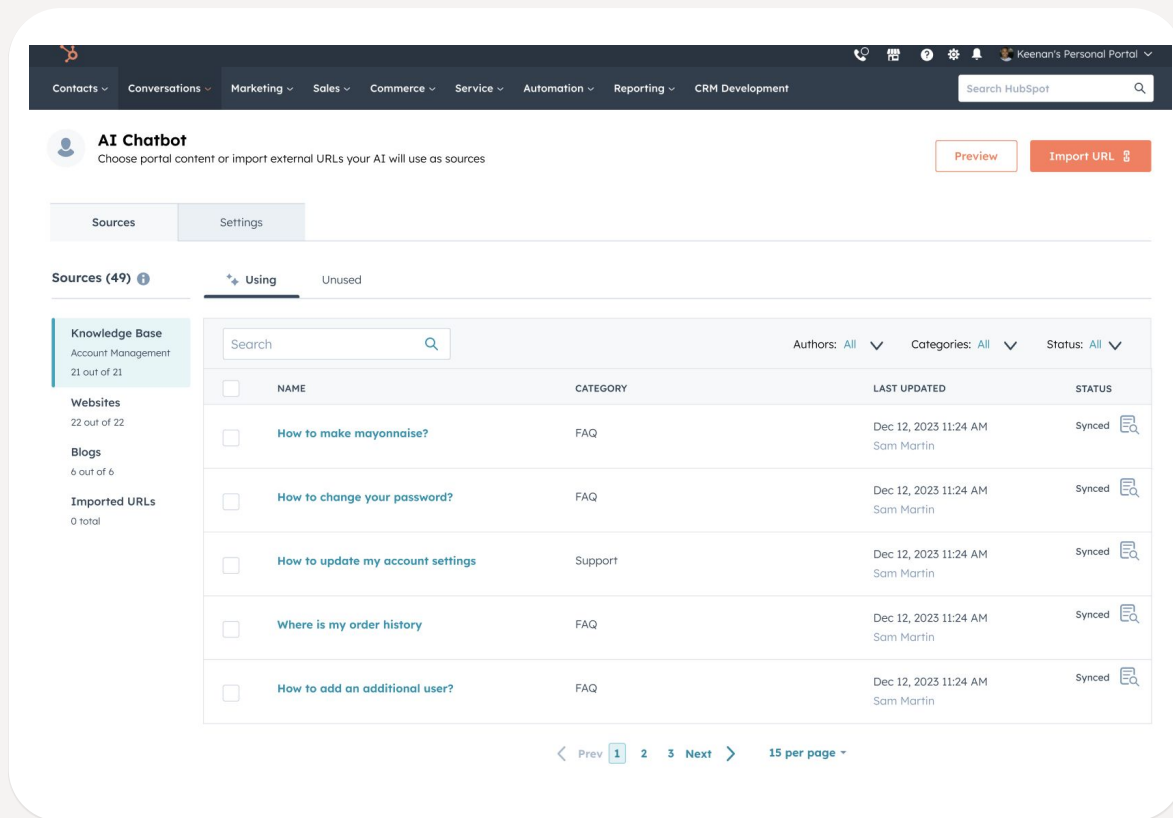 Keenan's Personal Portal
Contacts Conversations Marketing Sales Commerce Service Automation Reporting CRM Development Search HubSpot
AI Chatbot
Choose portal content or import external URLs your AI will use as sources
Preview Import URL
Sources Settings
Sources (49) Using Unused
Knowledge Base
Account Management
21 out of 21
Websites
22 out of 22
Blogs
6 out of 6
Imported URLs
0 total
Search Authors: All Categories: All Status: All
NAME CATEGORY LAST UPDATED STATUS
How to make mayonnaise? FAQ Dec 12, 2023 11:24 AM Synced
Sam Martin
How to change your password? FAQ Dec 12, 2023 11:24 AM Synced
Sam Martin
How to update my account settings Support Dec 12, 2023 11:24 AM Synced
Sam Martin
Where is my order history FAQ Dec 12, 2023 11:24 AM Synced
Sam Martin
How to add an additional user? FAQ Dec 12, 2023 11:24 AM Synced
Sam Martin
Prev 1 2 3 Next 15 per page